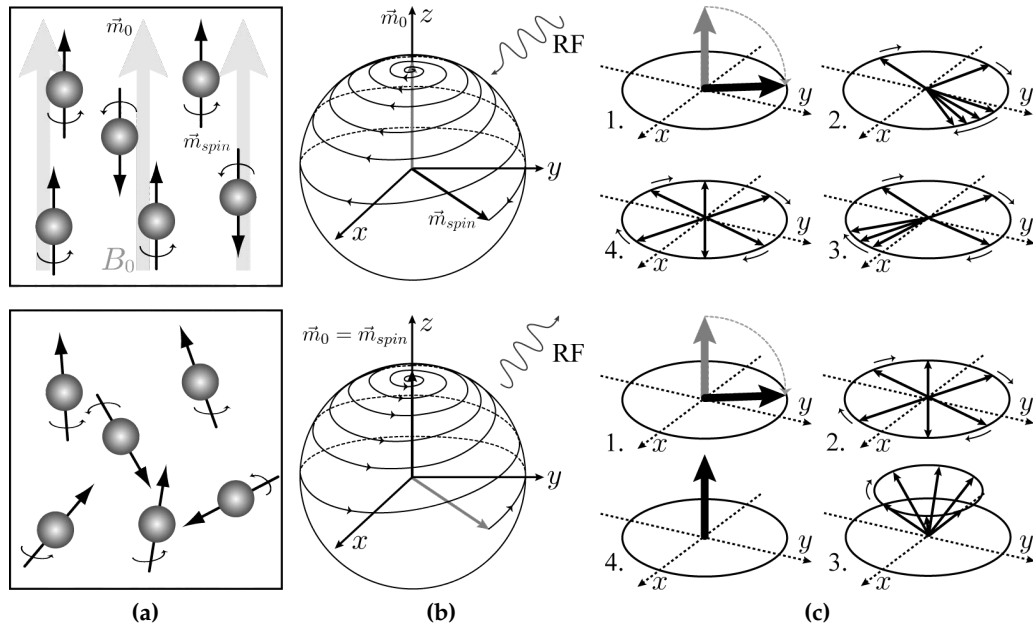 m⃗₀
m⃗_spin
B₀
m⃗₀ z
RF
y
m⃗_spin
x
1. x y
2. x y
4. x y
3. x y
m⃗₀ = m⃗_spin z
RF
y
x
1. x y
2. x y
4. x y
3. x y
(a) (b) (c)